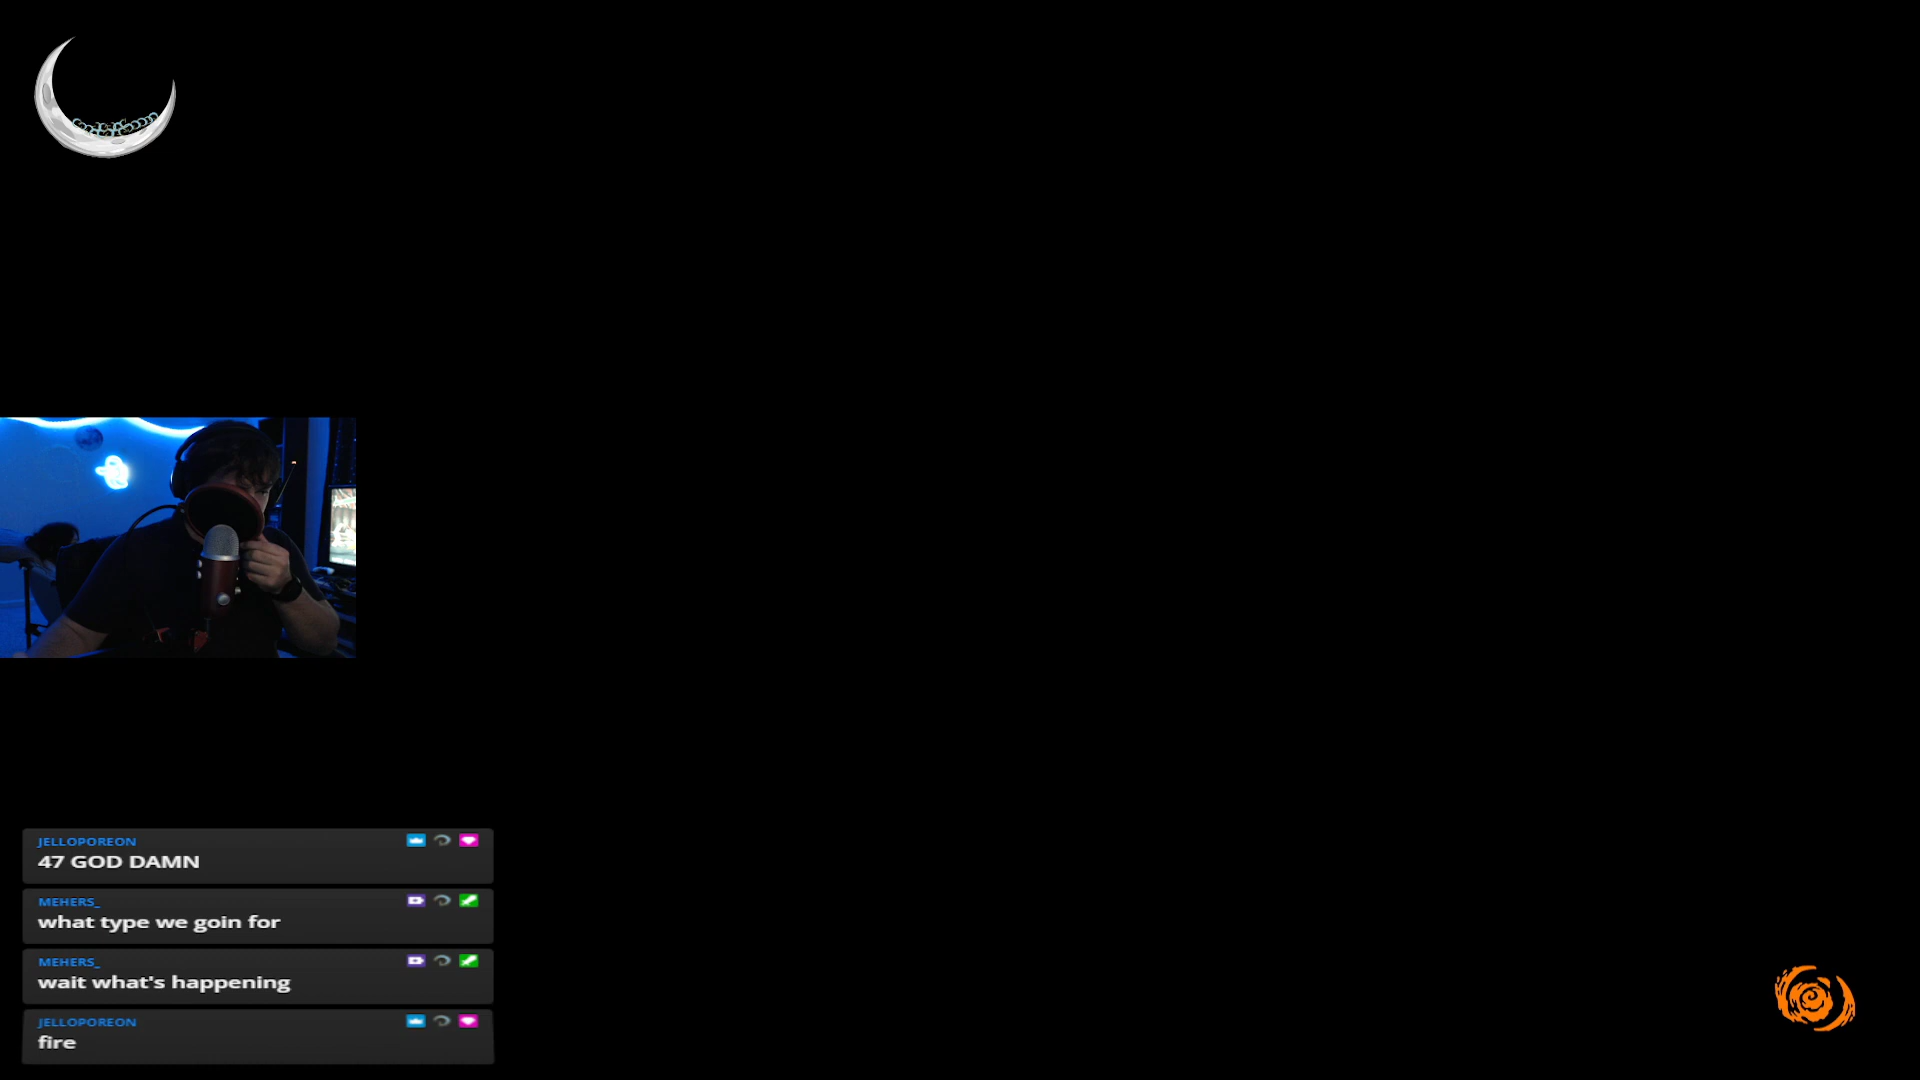 JELLOPOREON
47 GOD DAMN
MEHERS_
what type we goin for
MEHERS_
wait what's happening
JELLOPOREON
fire